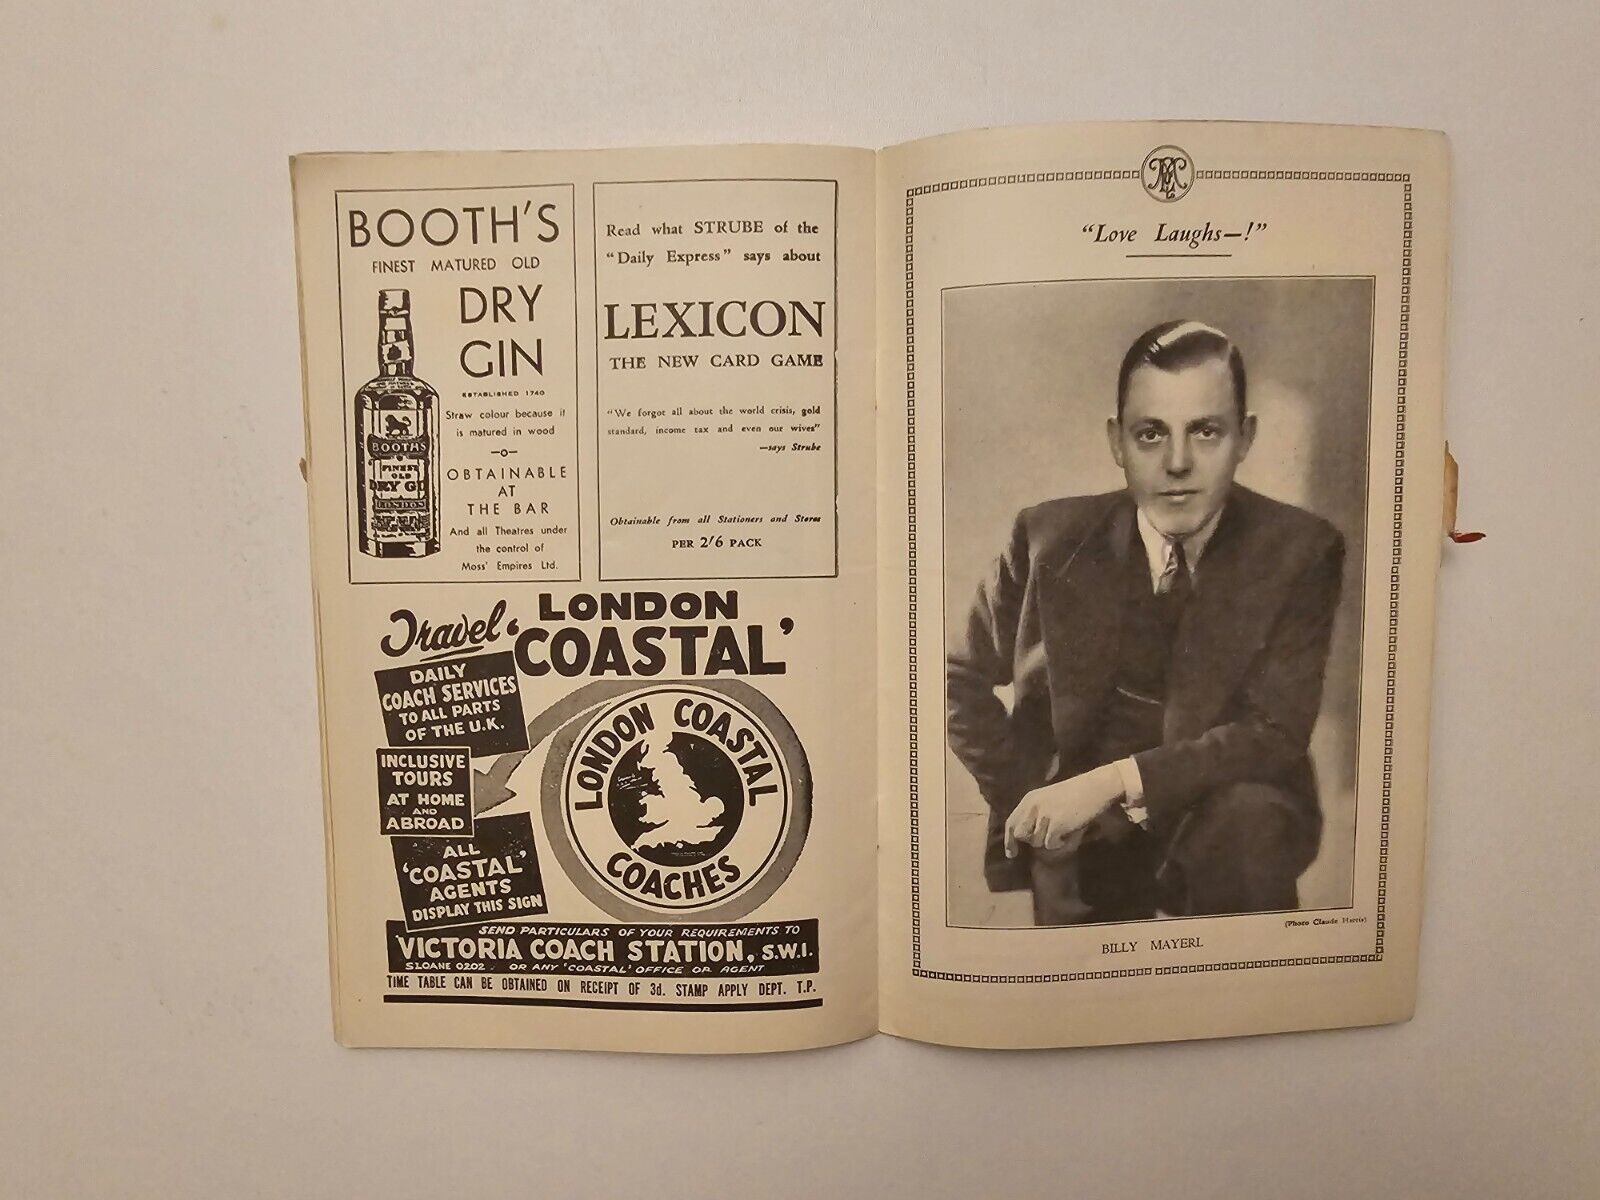 BOOTH'S
FINEST MATURED OLD
DRY
GIN
ESTABLISHED 1740
Straw colour because it
is matured in wood
—o—
OBTAINABLE
AT
THE BAR
And all Theatres under
the control of
Moss' Empires Ltd.
BOOTH'S
FINEST
OLD
DRY GIN
LONDON
Read what STRUBE of the
"Daily Express" says about
LEXICON
THE NEW CARD GAME
"We forgot all about the world crisis, gold
standard, income tax and even our wives"
—says Strube
Obtainable from all Stationers and Stores
PER 2/6 PACK
Travel 'LONDON
COASTAL'
DAILY
COACH SERVICES
TO ALL PARTS
OF THE U.K.
INCLUSIVE
TOURS
AT HOME
AND
ABROAD
ALL
'COASTAL'
AGENTS
DISPLAY THIS SIGN
LONDON COASTAL
COACHES
SEND PARTICULARS OF YOUR REQUIREMENTS TO
VICTORIA COACH STATION, S.W.1.
SLOANE 0202. OR ANY 'COASTAL' OFFICE OR AGENT
TIME TABLE CAN BE OBTAINED ON RECEIPT OF 3d. STAMP APPLY DEPT. T.P.
"Love Laughs—!"
(Photo Claude Harris)
BILLY MAYERL